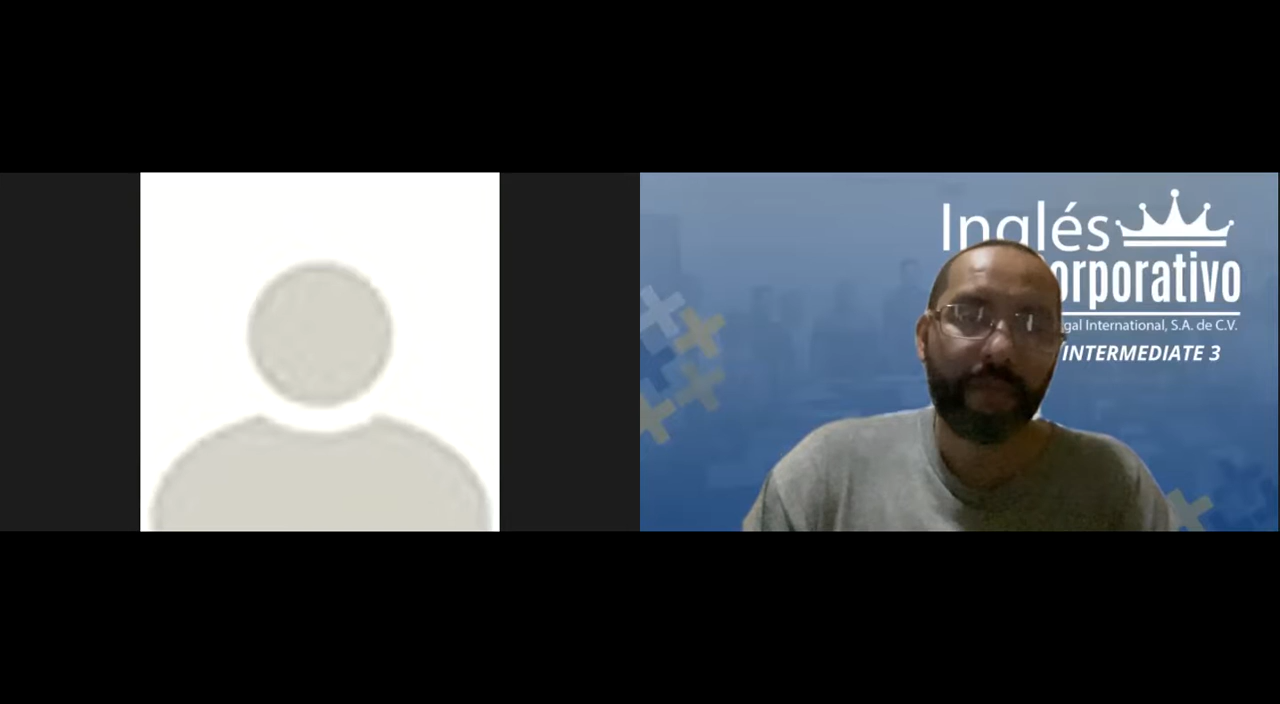 Inglés
orporativo
gal International, S.A. de C.V.
INTERMEDIATE 3